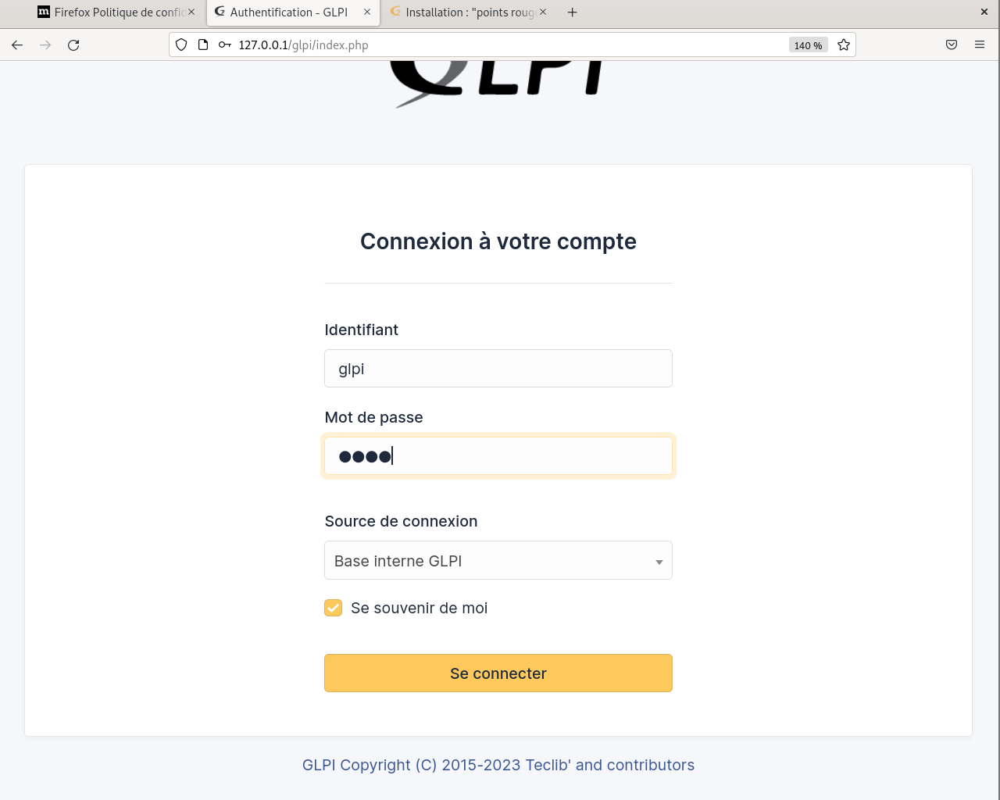 Firefox Politique de confid
Authentification - GLPI
Installation : "points roug
127.0.0.1/glpi/index.php
140 %
GLPI
Connexion à votre compte
Identifiant
glpi
Mot de passe
Source de connexion
Base interne GLPI
Se souvenir de moi
Se connecter
GLPI Copyright (C) 2015-2023 Teclib' and contributors